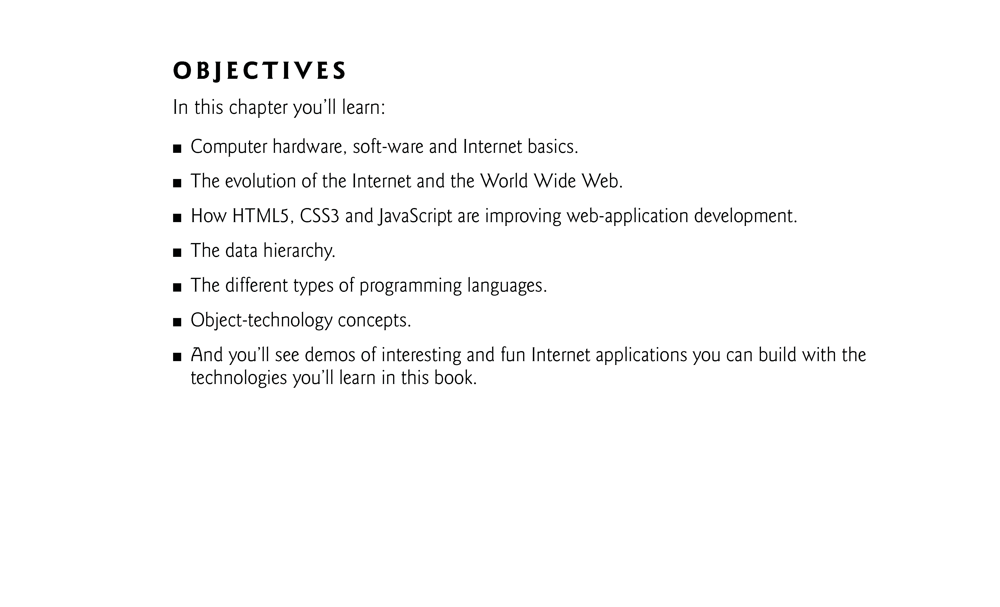 OBJECTIVES
In this chapter you’ll learn:
■ Computer hardware, soft-ware and Internet basics.
■ The evolution of the Internet and the World Wide Web.
■ How HTML5, CSS3 and JavaScript are improving web-application development.
■ The data hierarchy.
■ The different types of programming languages.
■ Object-technology concepts.
■ And you’ll see demos of interesting and fun Internet applications you can build with the
technologies you’ll learn in this book.